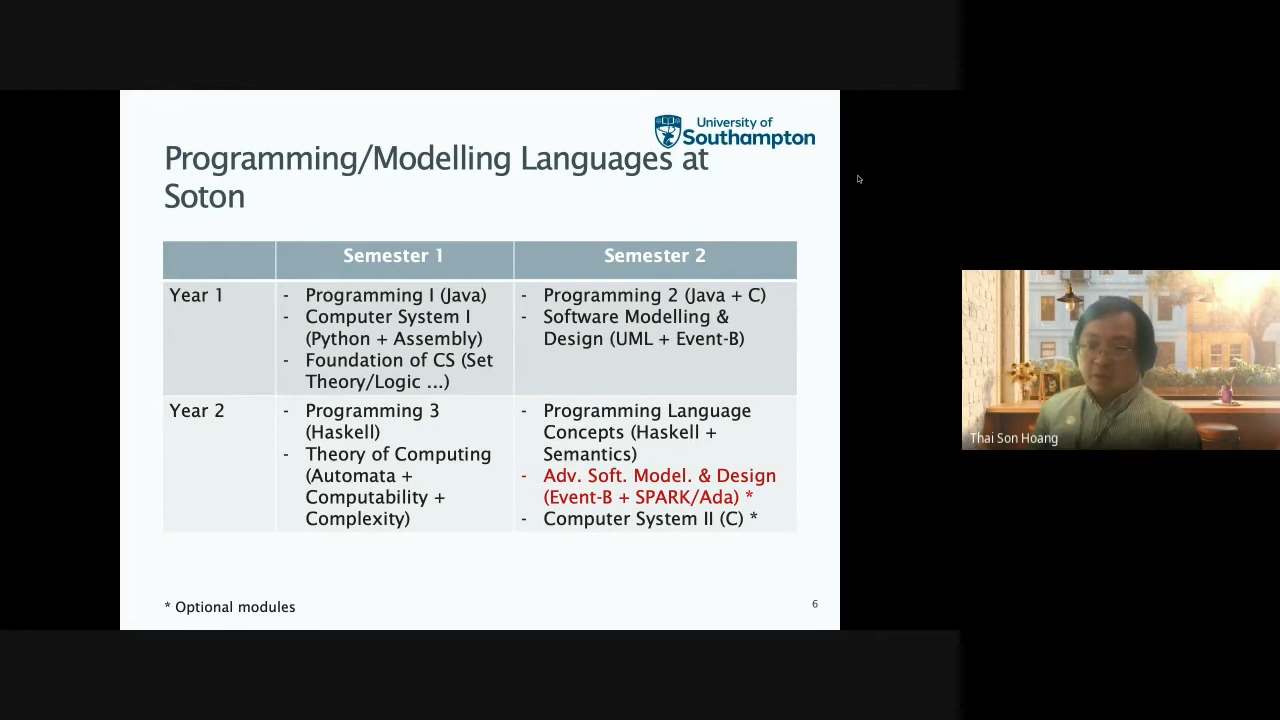 University of
Southampton
Programming/Modelling Languages at
Soton
Semester 1
Semester 2
Year 1
- Programming I (Java)
- Computer System I
(Python + Assembly)
- Foundation of CS (Set
Theory/Logic ...)
- Programming 2 (Java + C)
- Software Modelling &
Design (UML + Event-B)
Year 2
- Programming 3
(Haskell)
- Theory of Computing
(Automata +
Computability +
Complexity)
- Programming Language
Concepts (Haskell +
Semantics)
- Adv. Soft. Model. & Design
(Event-B + SPARK/Ada) *
- Computer System II (C) *
* Optional modules
6
Thai Son Hoang